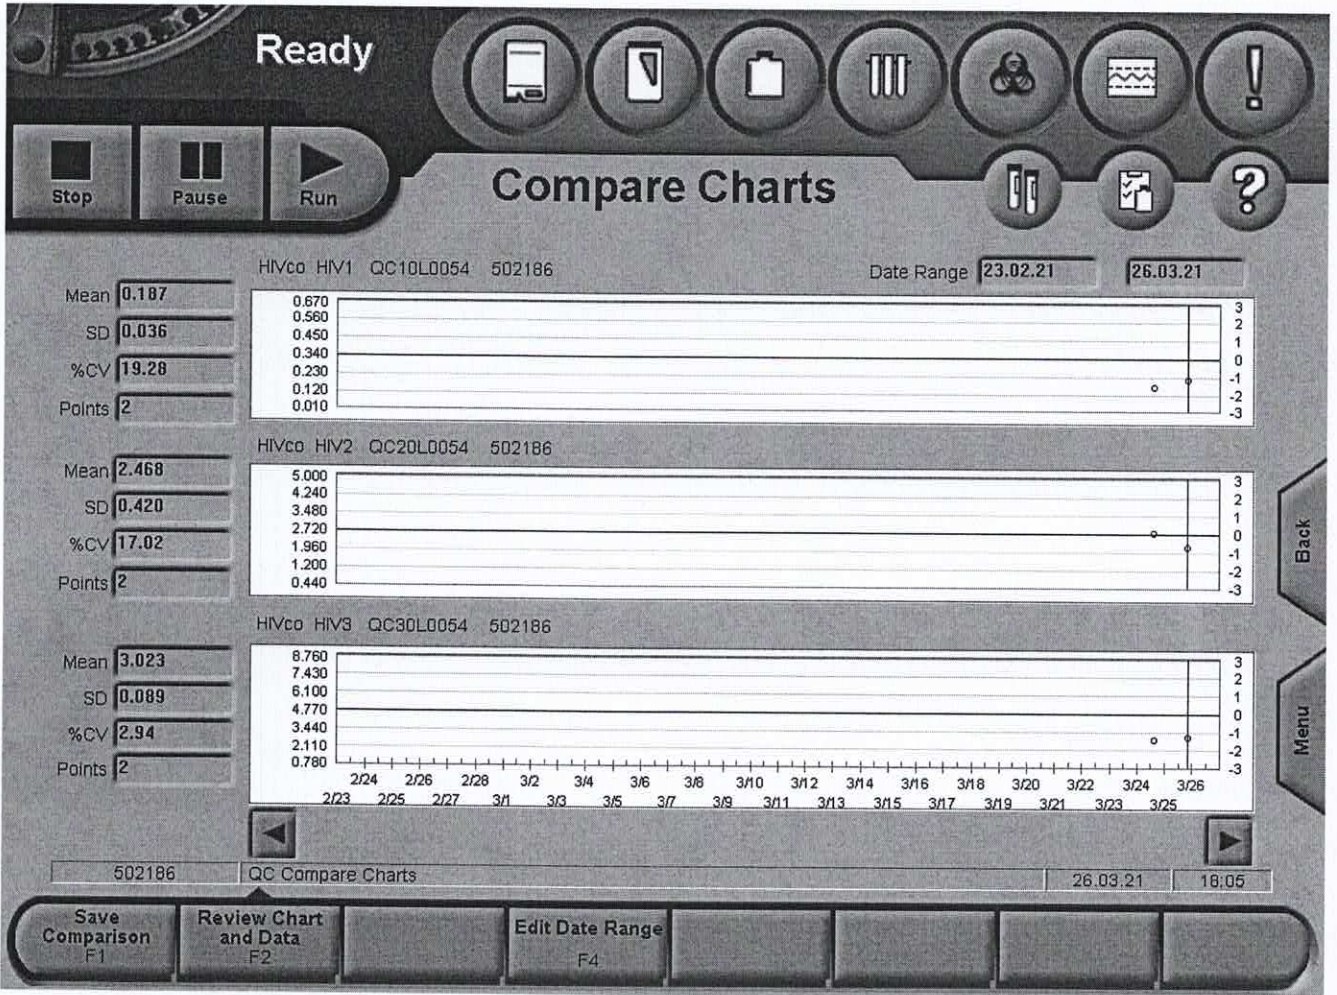 Ready
Stop
Pause
Run
Compare Charts
HIVco HIV1 QC10L0054 502186
Date Range 23.02.21 26.03.21
Mean 0.187
SD 0.036
%CV 19.28
Points 2
0.670
0.560
0.450
0.340
0.230
0.120
0.010
3
2
1
0
-1
-2
-3
HIVco HIV2 QC20L0054 502186
Mean 2.468
SD 0.420
%CV 17.02
Points 2
5.000
4.240
3.480
2.720
1.960
1.200
0.440
3
2
1
0
-1
-2
-3
Back
HIVco HIV3 QC30L0054 502186
Mean 3.023
SD 0.089
%CV 2.94
Points 2
8.760
7.430
6.100
4.770
3.440
2.110
0.780
3
2
1
0
-1
-2
-3
Menu
2/24 2/26 2/28 3/2 3/4 3/6 3/8 3/10 3/12 3/14 3/16 3/18 3/20 3/22 3/24 3/26
2/23 2/25 2/27 3/1 3/3 3/5 3/7 3/9 3/11 3/13 3/15 3/17 3/19 3/21 3/23 3/25
502186 QC Compare Charts 26.03.21 18:05
Save Comparison F1
Review Chart and Data F2
Edit Date Range F4